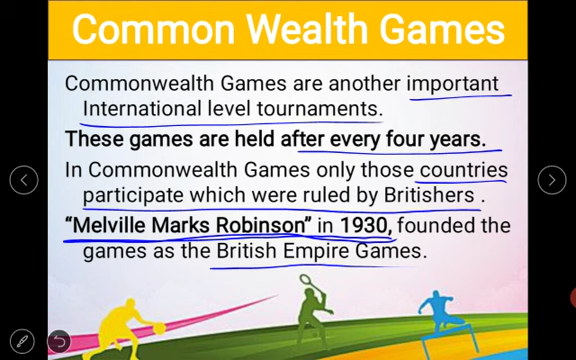 Common Wealth Games
Commonwealth Games are another important
International level tournaments.
These games are held after every four years.
In Commonwealth Games only those countries
participate which were ruled by Britishers .
“Melville Marks Robinson” in 1930, founded the
games as the British Empire Games.